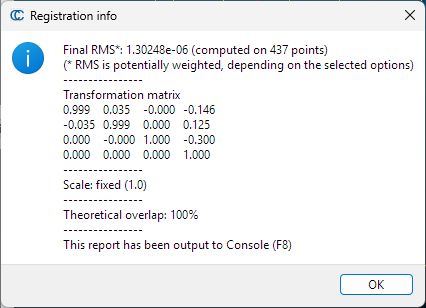 Registration info
Final RMS*: 1.30248e-06 (computed on 437 points)
(* RMS is potentially weighted, depending on the selected options)
----------------
Transformation matrix
0.999 0.035 -0.000 -0.146
-0.035 0.999 0.000 0.125
0.000 -0.000 1.000 -0.300
0.000 0.000 0.000 1.000
----------------
Scale: fixed (1.0)
----------------
Theoretical overlap: 100%
----------------
This report has been output to Console (F8)
OK